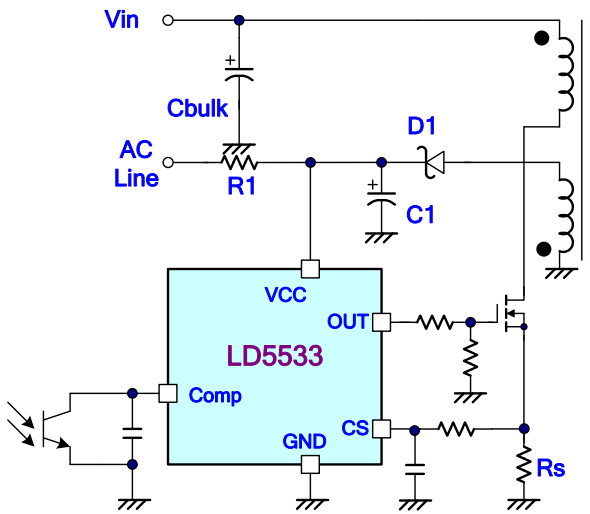 Vin
Cbulk
D1
AC
Line
R1
C1
VCC
OUT
LD5533
Comp
CS
GND
Rs